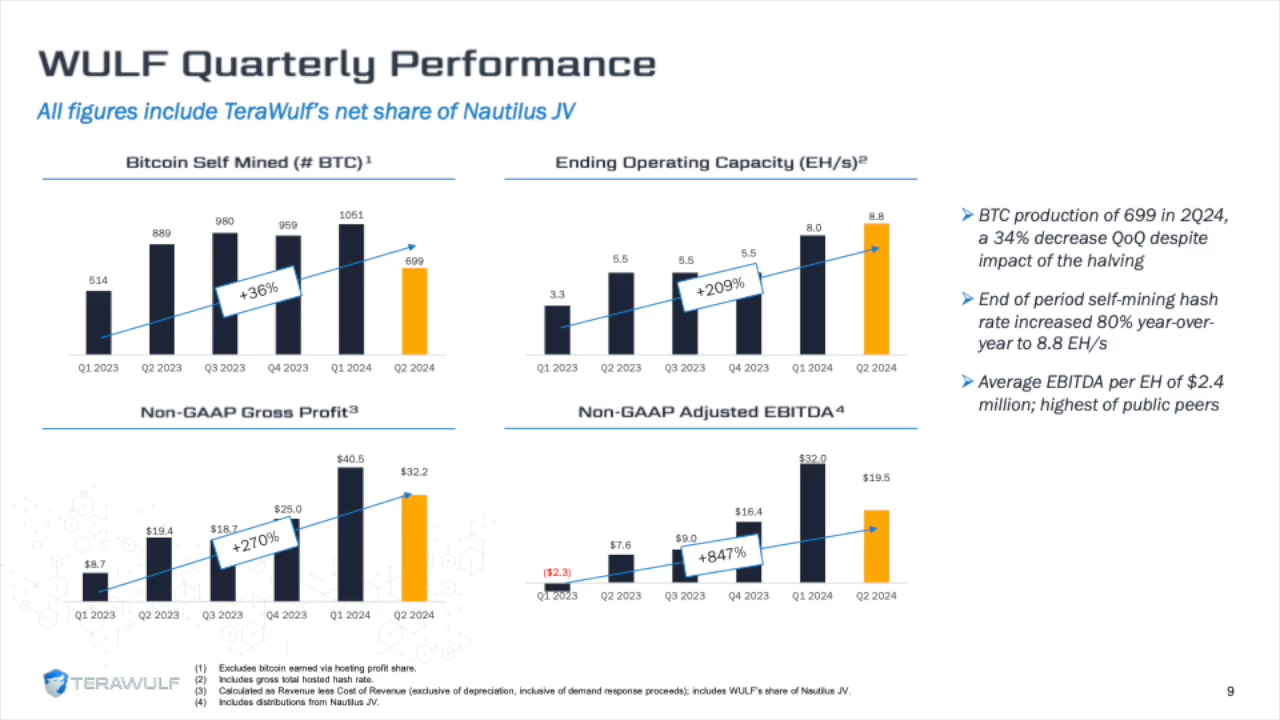 WULF Quarterly Performance
All figures include TeraWulf's net share of Nautilus JV
Bitcoin Self Mined (# BTC)¹
514
889
980
959
1051
699
+36%
Q1 2023
Q2 2023
Q3 2023
Q4 2023
Q1 2024
Q2 2024
Ending Operating Capacity (EH/s)²
3.3
5.5
5.5
5.5
8.0
8.8
+209%
Q1 2023
Q2 2023
Q3 2023
Q4 2023
Q1 2024
Q2 2024
Non-GAAP Gross Profit³
$8.7
$19.4
$18.7
$25.0
$40.5
$32.2
+270%
Q1 2023
Q2 2023
Q3 2023
Q4 2023
Q1 2024
Q2 2024
Non-GAAP Adjusted EBITDA⁴
($2.3)
$7.6
$9.0
$16.4
$32.0
$19.5
+847%
Q1 2023
Q2 2023
Q3 2023
Q4 2023
Q1 2024
Q2 2024
➢ BTC production of 699 in 2Q24,
a 34% decrease QoQ despite
impact of the halving
➢ End of period self-mining hash
rate increased 80% year-over-
year to 8.8 EH/s
➢ Average EBITDA per EH of $2.4
million; highest of public peers
TERAWULF
(1) Excludes bitcoin earned via hosting profit share.
(2) Includes gross total hosted hash rate.
(3) Calculated as Revenue less Cost of Revenue (exclusive of depreciation, inclusive of demand response proceeds); includes WULF's share of Nautilus JV.
(4) Includes distributions from Nautilus JV.
9